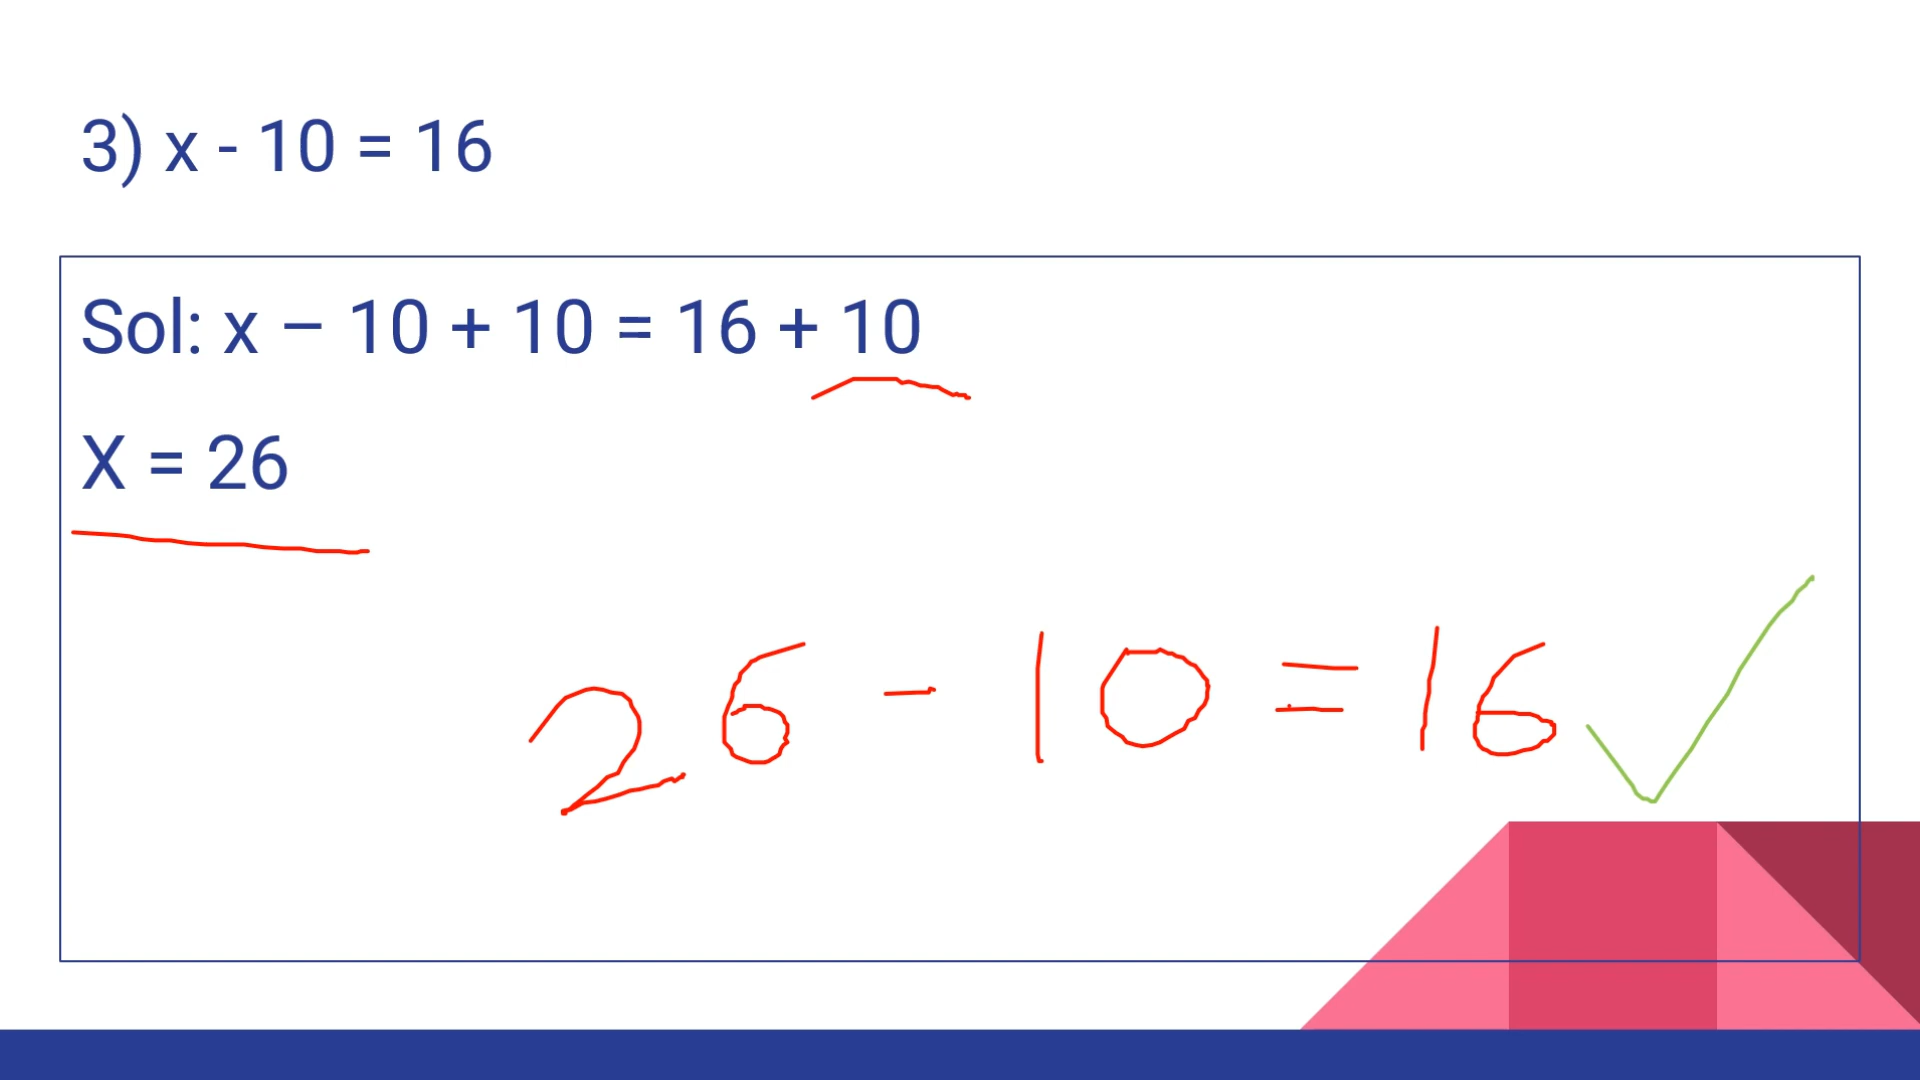 3) x - 10 = 16
Sol: x – 10 + 10 = 16 + 10
X = 26
26 - 10 = 16